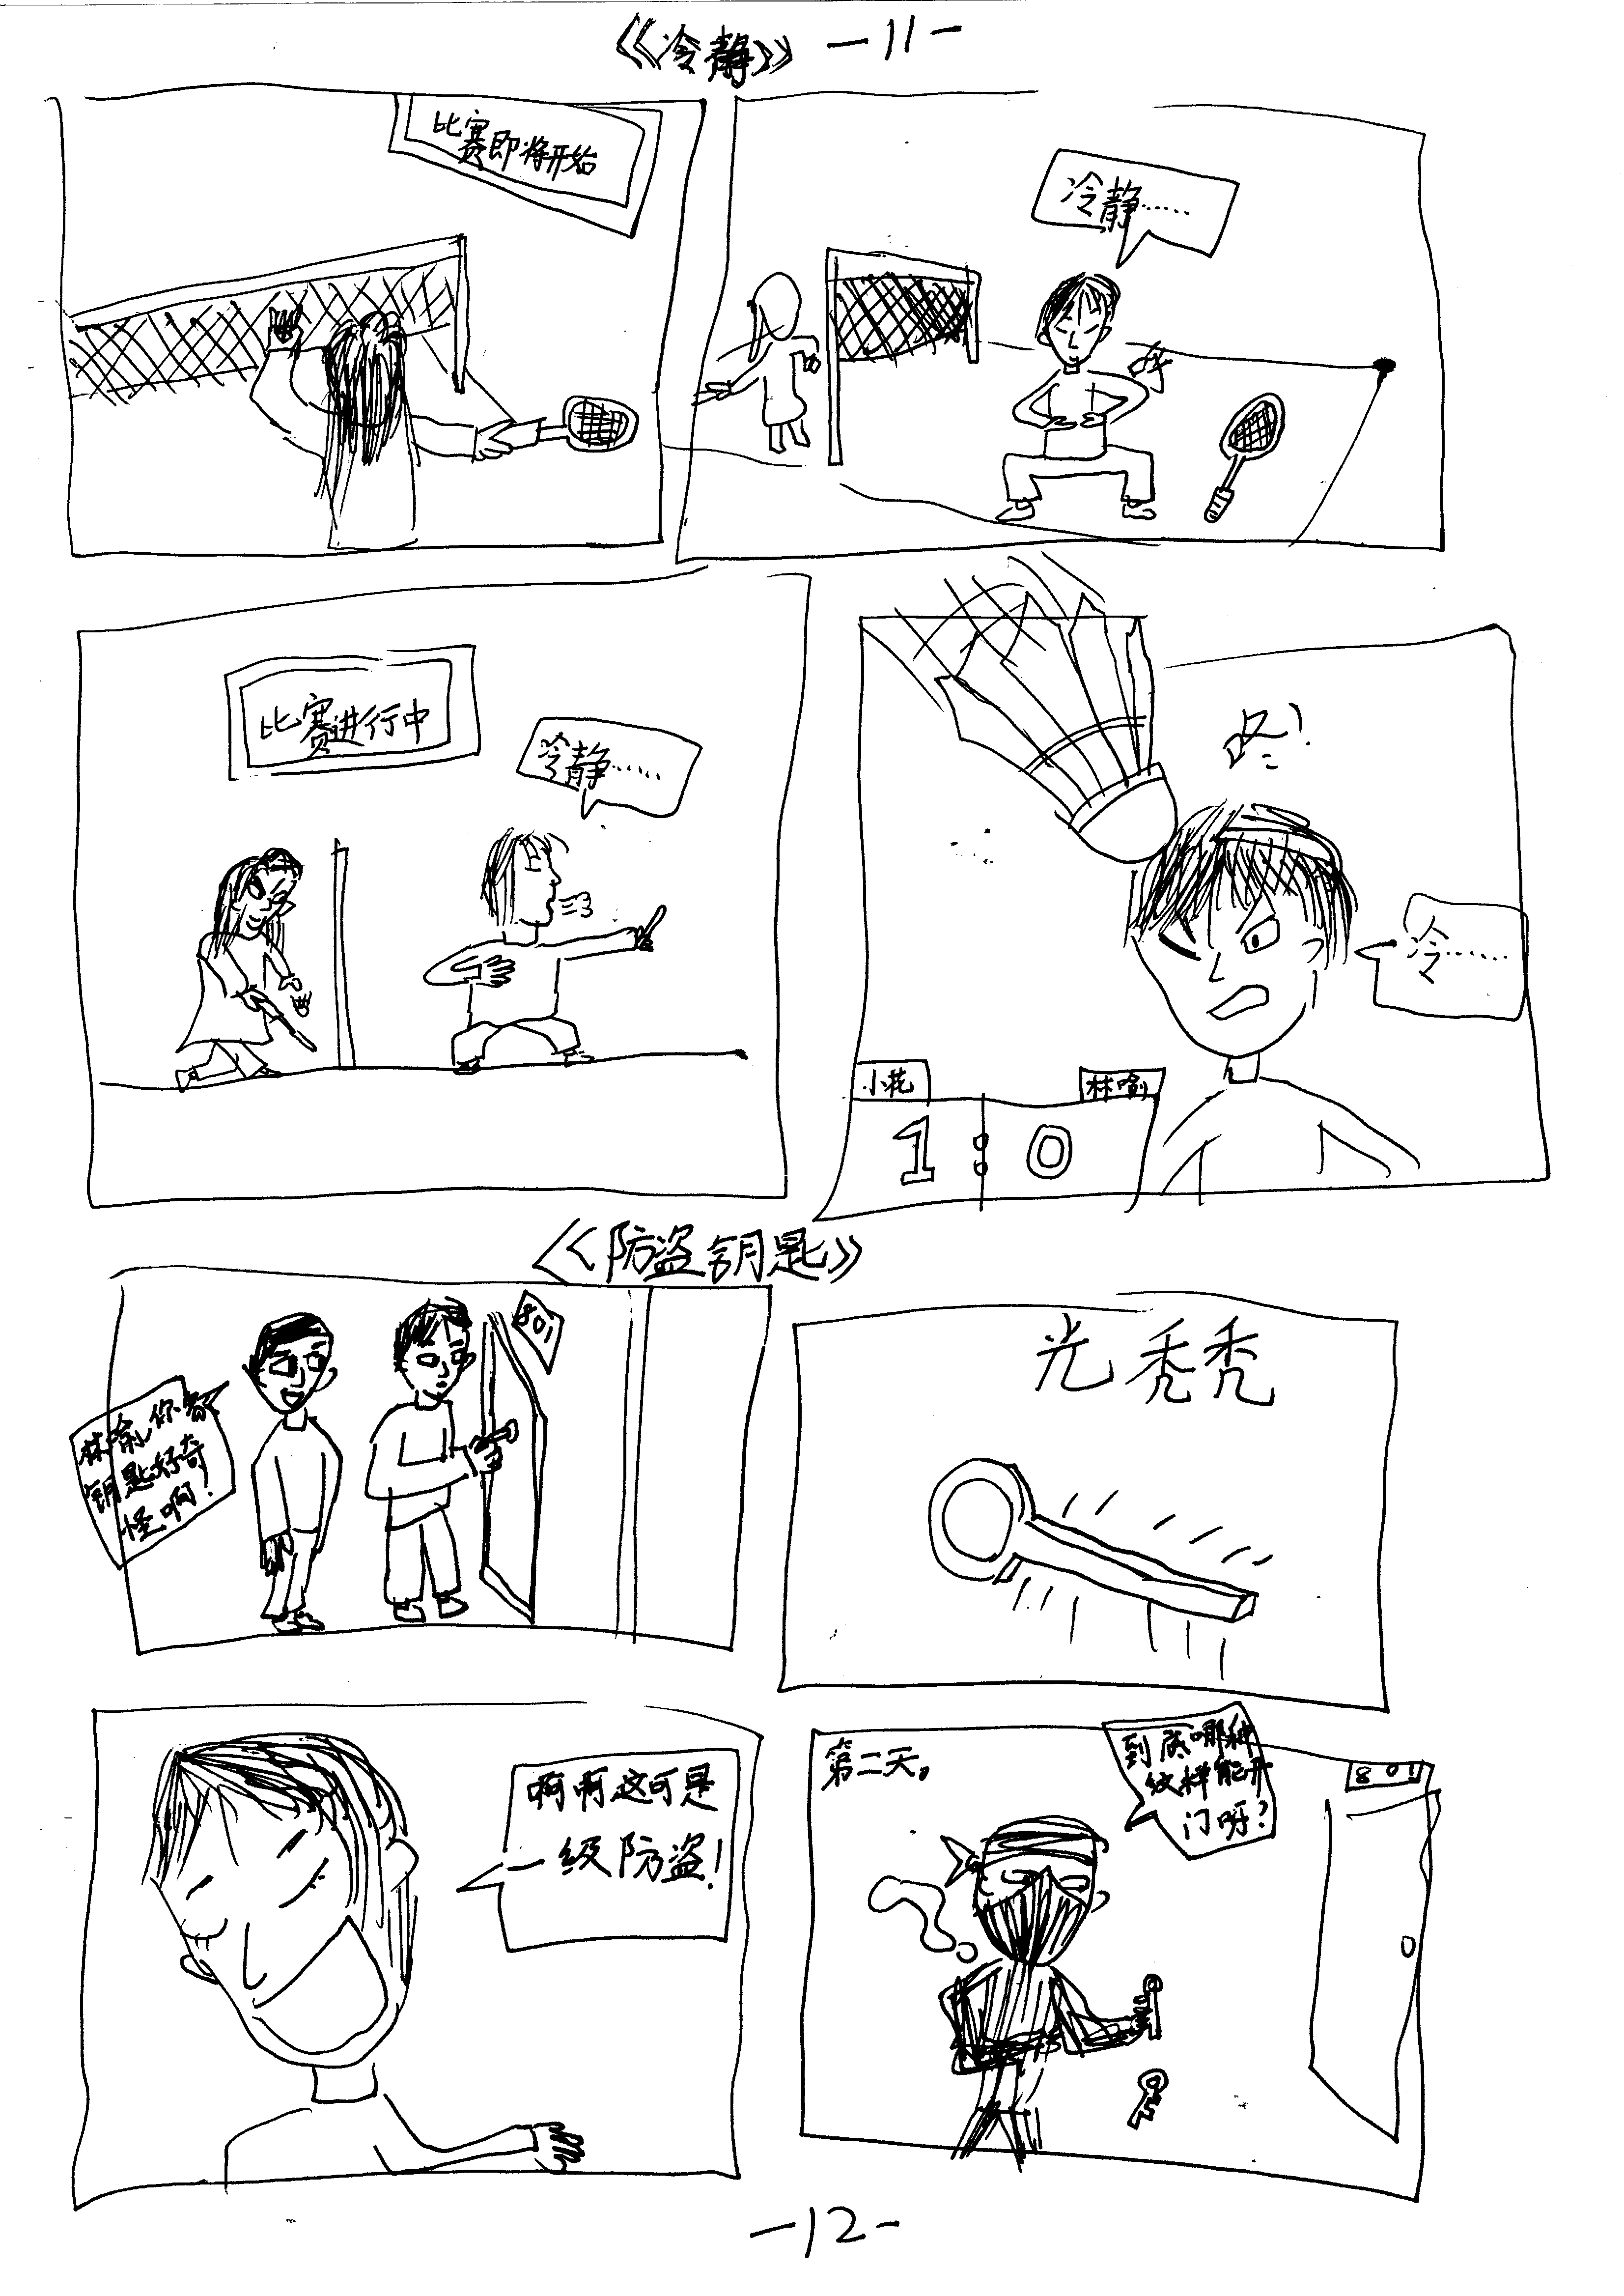 《冷静》 -11-
比赛即将开始
冷静……
比赛进行中
冷静……
咚!
冷……
小花
林喻
1:0
《防盗钥匙》
801
林喻,你家
钥匙好奇
怪啊!
光秃秃
啊啊这可是
一级防盗!
第二天,
到底哪种
纹样能开
门呀?
801
-12-